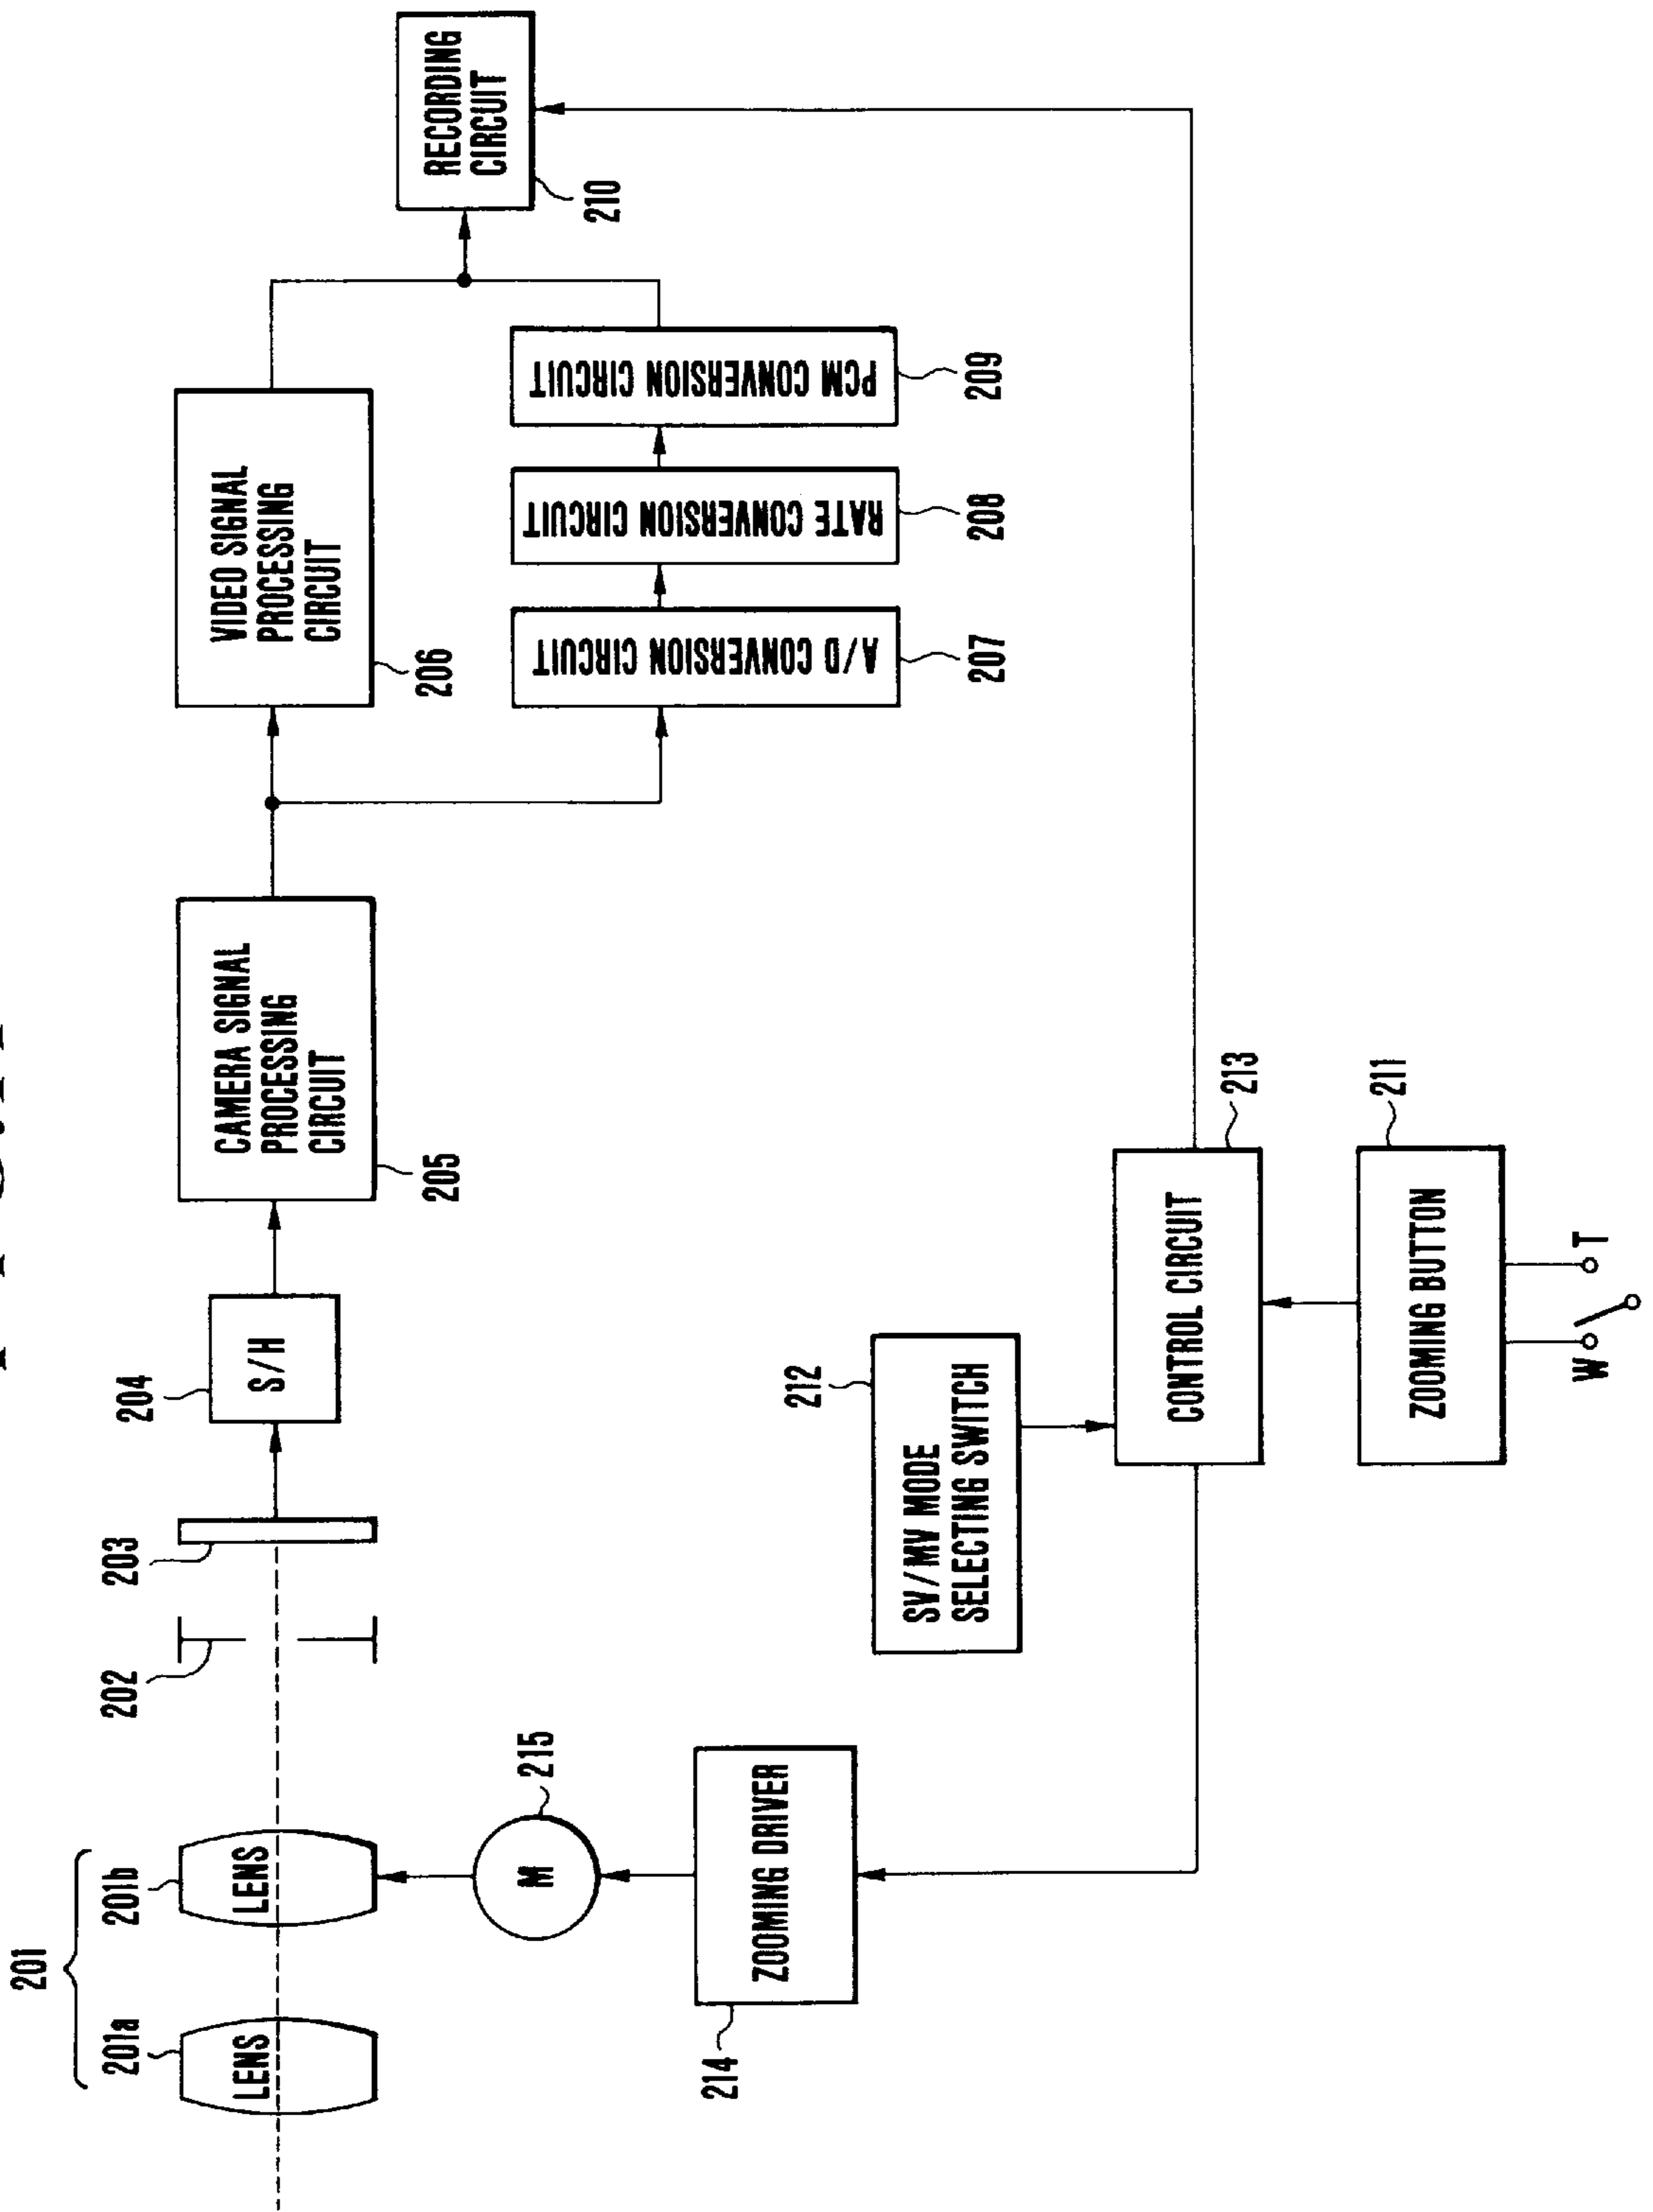 201
201a
201b
202
203
204
LENS
LENS
S/H
CAMERA SIGNAL
PROCESSING
CIRCUIT
205
VIDEO SIGNAL
PROCESSING
CIRCUIT
206
RECORDING
CIRCUIT
210
A/D CONVERSION CIRCUIT
207
RATE CONVERSION CIRCUIT
208
PCM CONVERSION CIRCUIT
209
M
215
ZOOMING DRIVER
214
212
SV/MV MODE
SELECTING SWITCH
CONTROL CIRCUIT
213
ZOOMING BUTTON
211
W
T